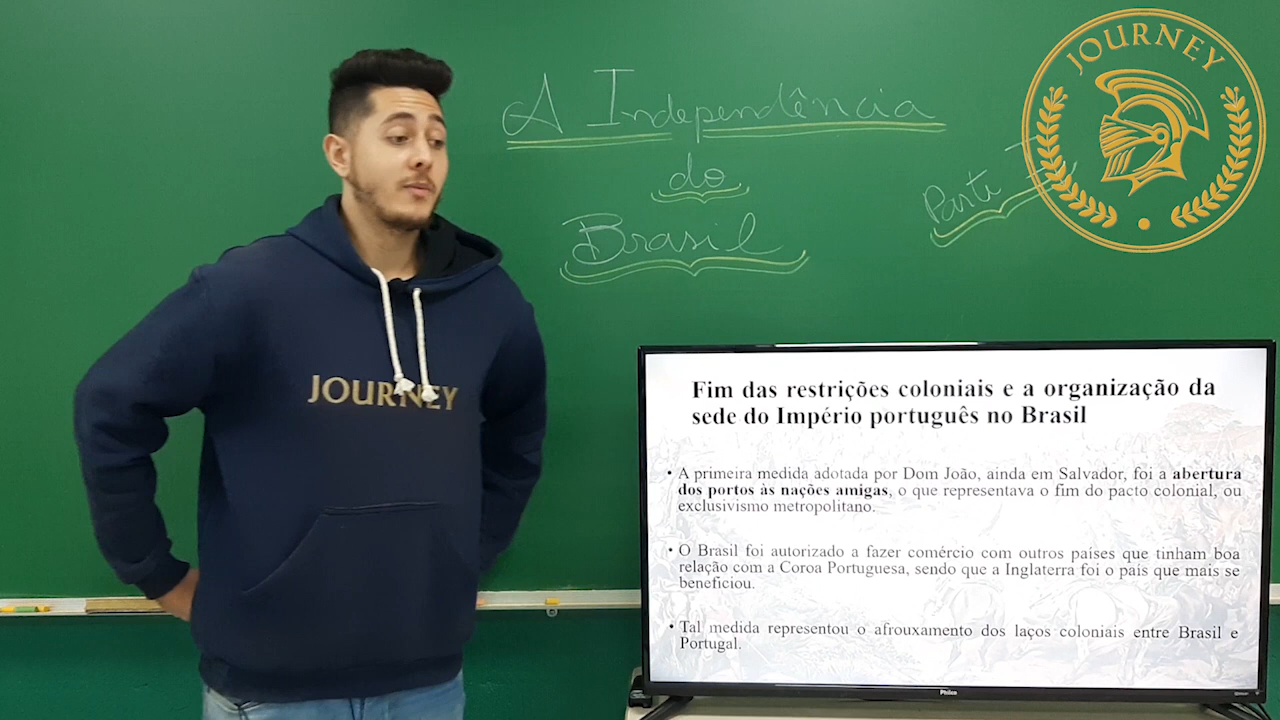 JOURNEY
A Independência
do
Brasil
Parte
JOURNEY
Fim das restrições coloniais e a organização da
sede do Império português no Brasil
• A primeira medida adotada por Dom João, ainda em Salvador, foi a abertura
dos portos às nações amigas, o que representava o fim do pacto colonial, ou
exclusivismo metropolitano.
• O Brasil foi autorizado a fazer comércio com outros países que tinham boa
relação com a Coroa Portuguesa, sendo que a Inglaterra foi o país que mais se
beneficiou.
• Tal medida representou o afrouxamento dos laços coloniais entre Brasil e
Portugal.
Philco